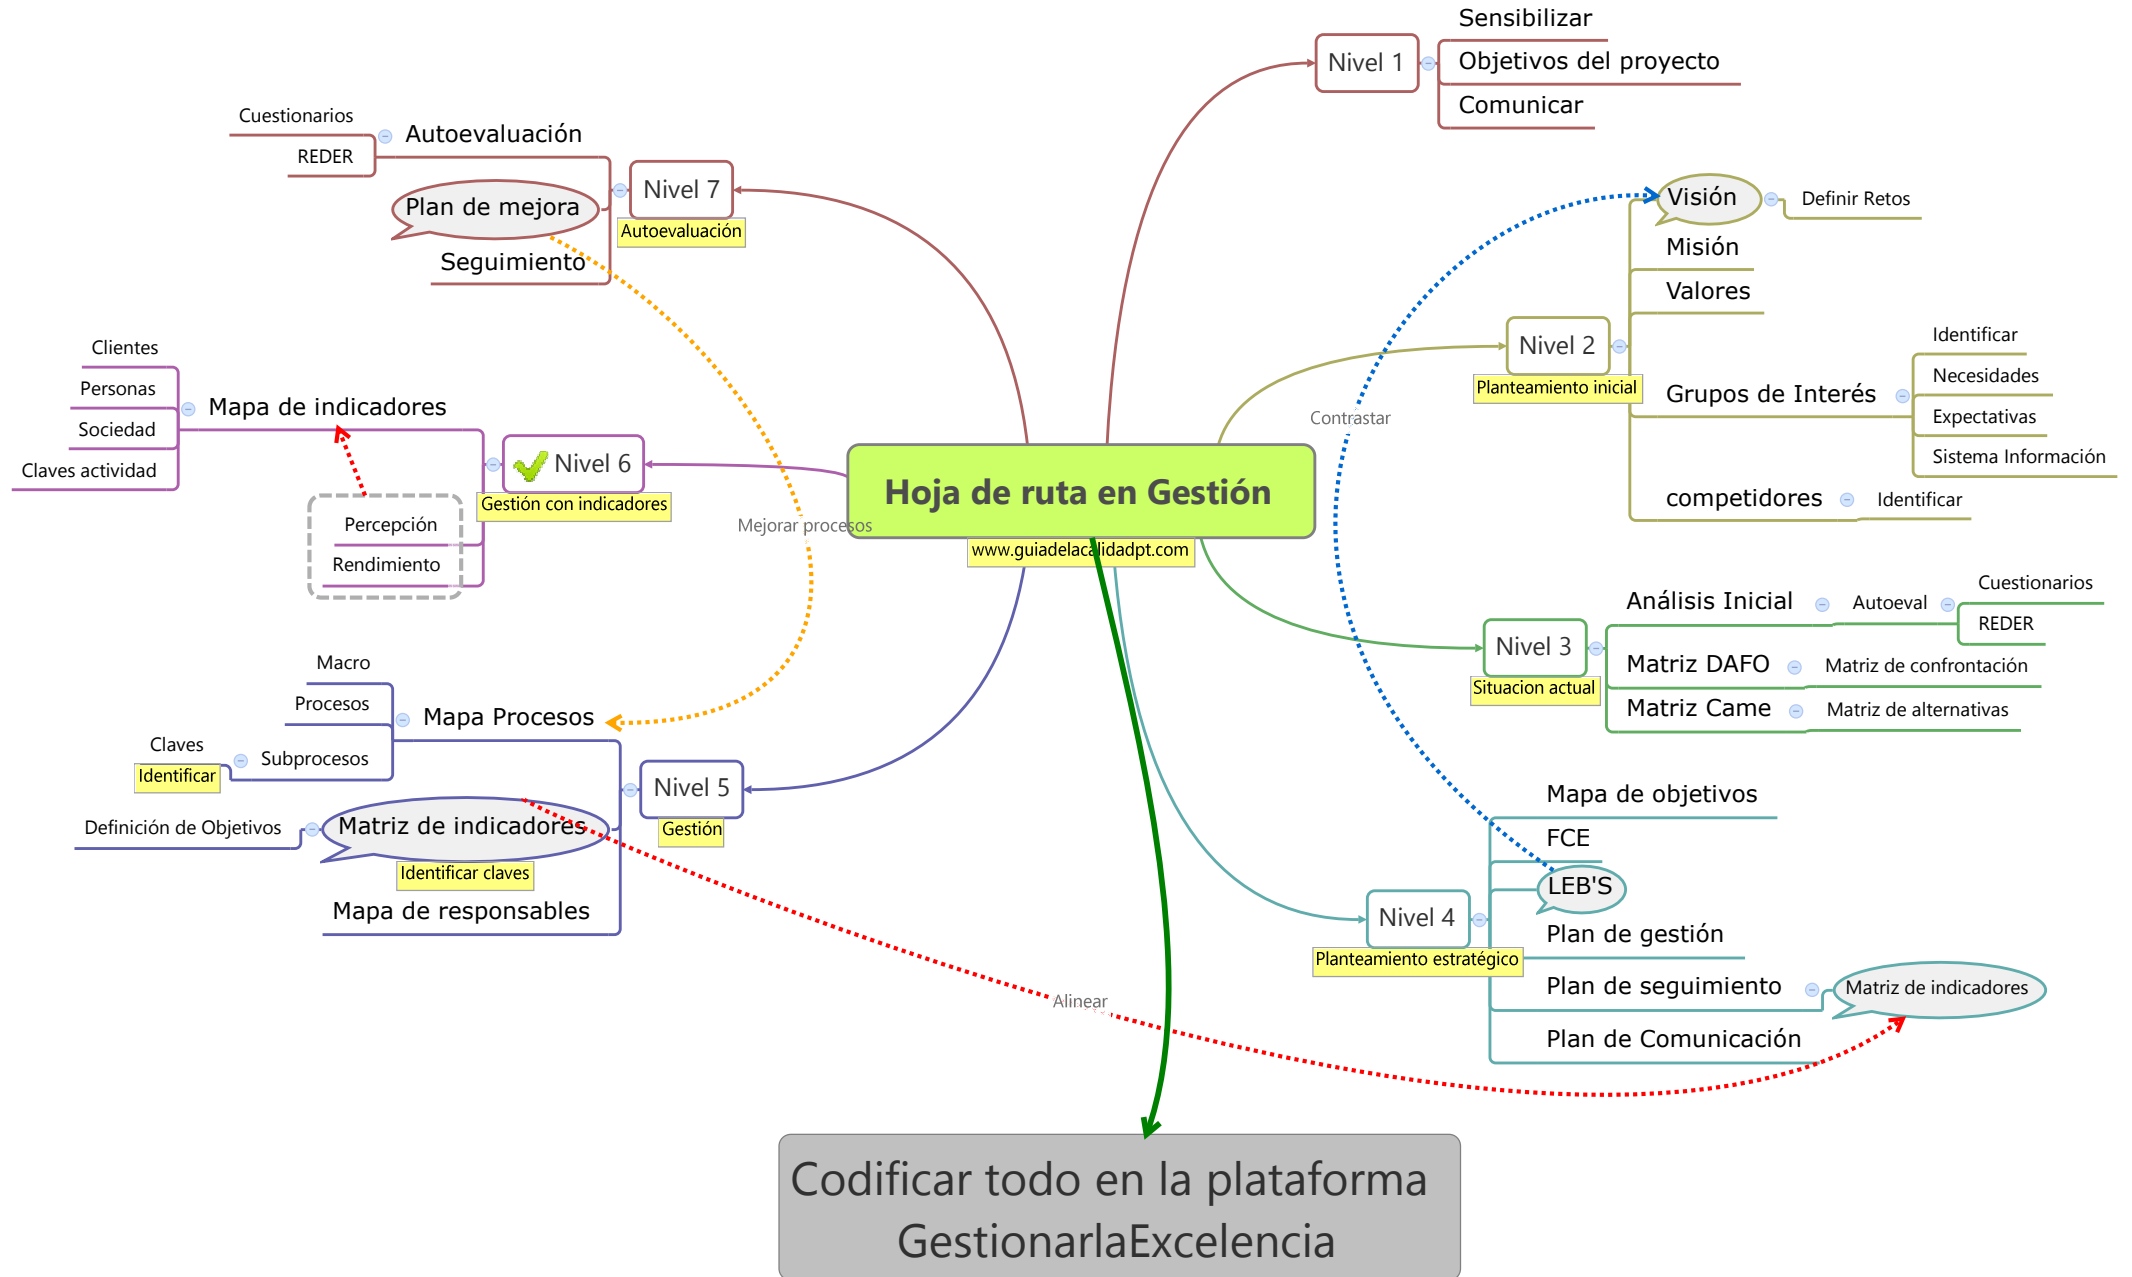 Hoja de ruta en Gestión
www.guiadelacalidadpt.com
Nivel 1
Sensibilizar
Objetivos del proyecto
Comunicar
Nivel 2
Planteamiento inicial
Visión
Definir Retos
Misión
Valores
Grupos de Interés
Identificar
Necesidades
Expectativas
Sistema Información
competidores
Identificar
Contrastar
Nivel 3
Situacion actual
Análisis Inicial
Autoeval
Cuestionarios
REDER
Matriz DAFO
Matriz de confrontación
Matriz Came
Matriz de alternativas
Nivel 4
Planteamiento estratégico
Mapa de objetivos
FCE
LEB'S
Plan de gestión
Plan de seguimiento
Matriz de indicadores
Plan de Comunicación
Nivel 5
Gestión
Mapa Procesos
Macro
Procesos
Subprocesos
Claves
Identificar
Matriz de indicadores
Identificar claves
Definición de Objetivos
Mapa de responsables
Alinear
Nivel 6
Gestión con indicadores
Mapa de indicadores
Clientes
Personas
Sociedad
Claves actividad
Percepción
Rendimiento
Nivel 7
Autoevaluación
Autoevaluación
Cuestionarios
REDER
Plan de mejora
Seguimiento
Mejorar procesos
Codificar todo en la plataforma
GestionarlaExcelencia